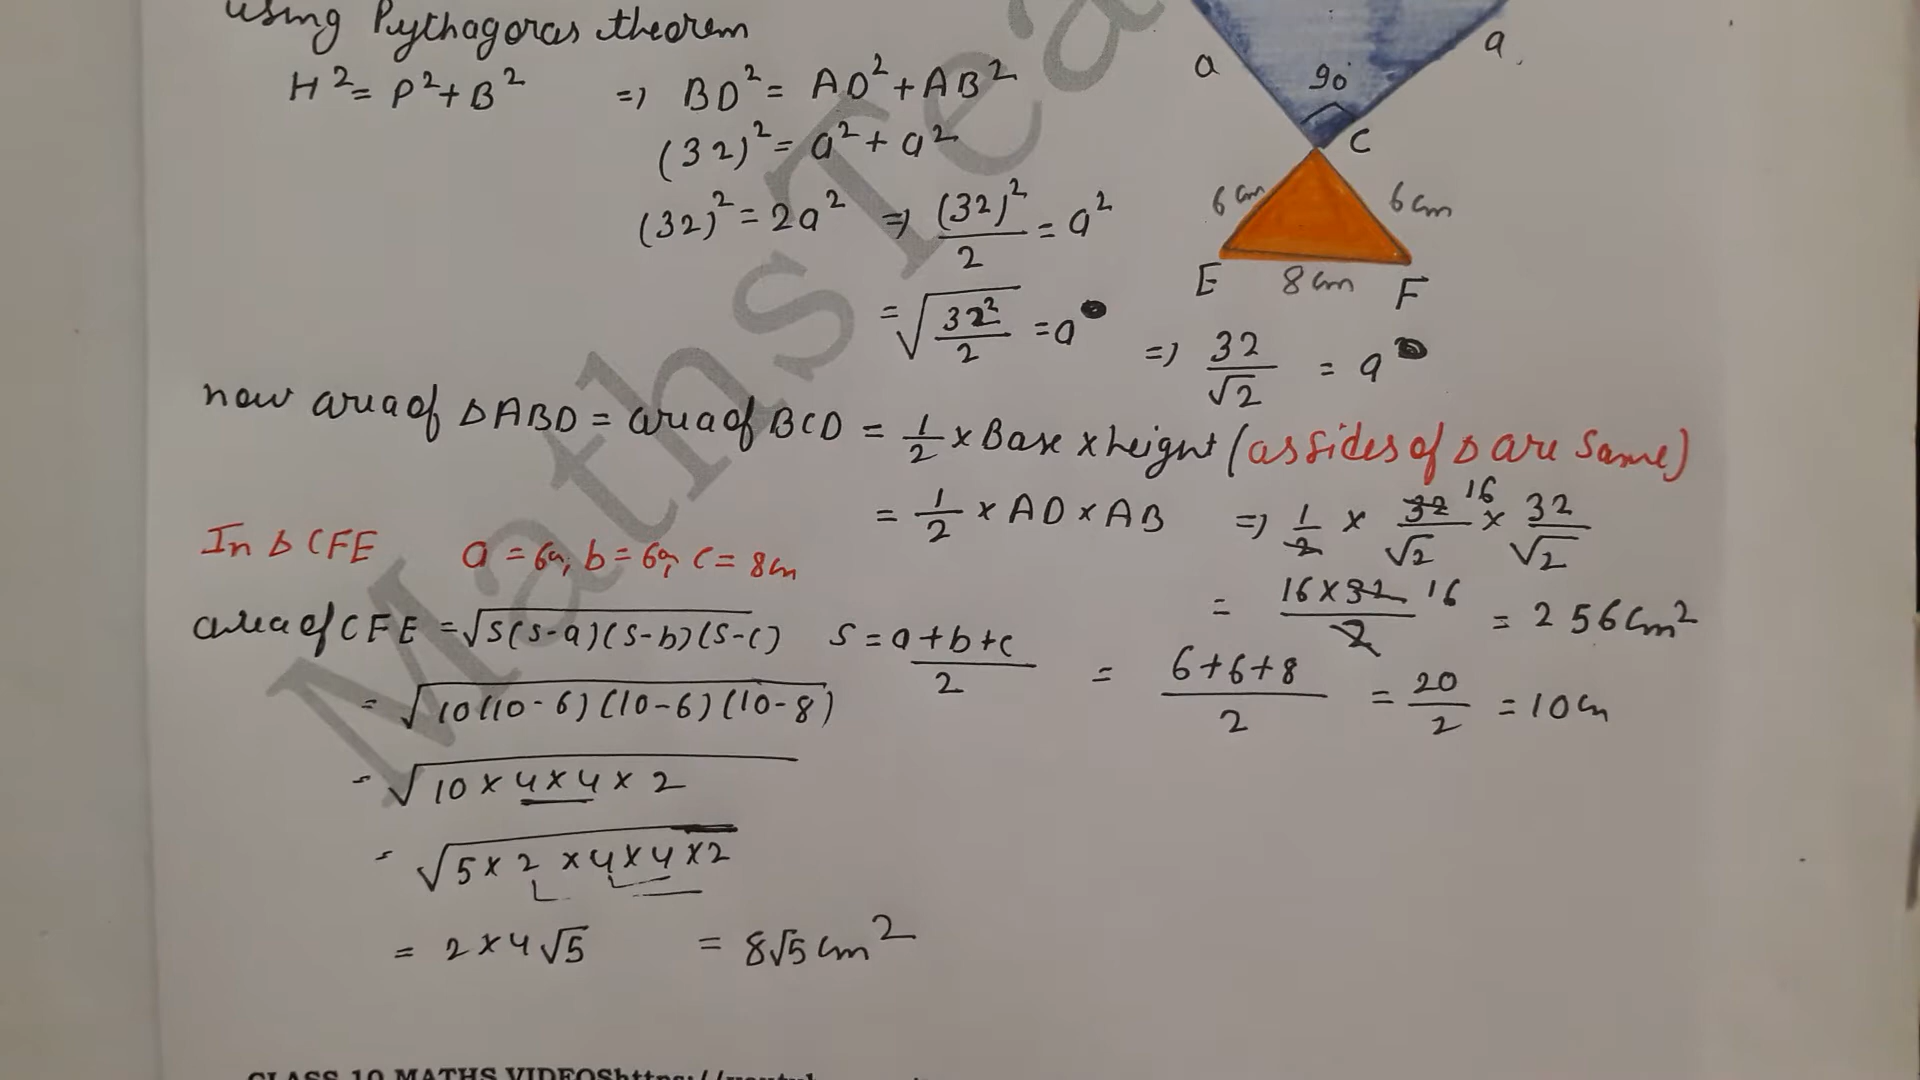 using Pythagoras theorem
H² = P² + B² => BD² = AD² + AB²
(32)² = a² + a²
(32)² = 2a² => (32)²/2 = a²
= √(32²/2) = a => 32/√2 = a
a a
90°
C
6cm 6cm
E 8cm F
now area of ΔABD = area of BCD = 1/2 × Base × height (as sides of Δ are same)
= 1/2 × AD × AB => 1/2 × 32/√2 16 × 32/√2
= 16 × 32/2 16 = 256cm²
In Δ CFE a = 6cm, b = 6cm, c = 8cm
area of CFE = √s(s-a)(s-b)(s-c) S = a+b+c/2 = 6+6+8/2 = 20/2 = 10cm
= √10(10-6)(10-6)(10-8)
= √10 × 4 × 4 × 2
= √5 × 2 × 4 × 4 × 2
= 2 × 4√5 = 8√5 cm²
Maths Tea
CLASS 10 MATHS VIDEOS